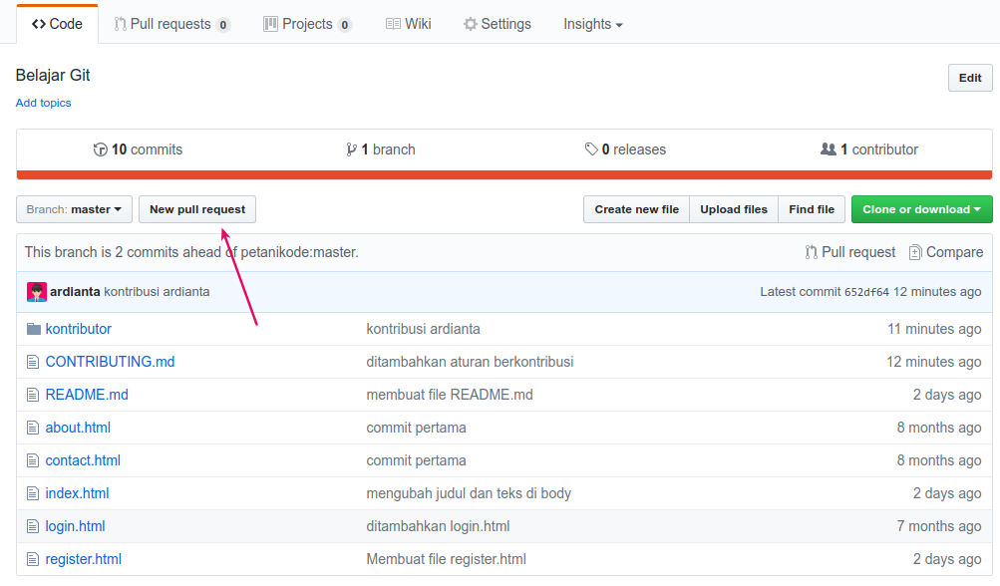 Code Pull requests 0 Projects 0 Wiki Settings Insights
Belajar Git
Edit
Add topics
10 commits 1 branch 0 releases 1 contributor
Branch: master New pull request Create new file Upload files Find file Clone or download
This branch is 2 commits ahead of petanikode:master. Pull request Compare
ardianta kontribusi ardianta Latest commit 652df64 12 minutes ago
kontributor kontribusi ardianta 11 minutes ago
CONTRIBUTING.md ditambahkan aturan berkontribusi 12 minutes ago
README.md membuat file README.md 2 days ago
about.html commit pertama 8 months ago
contact.html commit pertama 8 months ago
index.html mengubah judul dan teks di body 2 days ago
login.html ditambahkan login.html 7 months ago
register.html Membuat file register.html 2 days ago